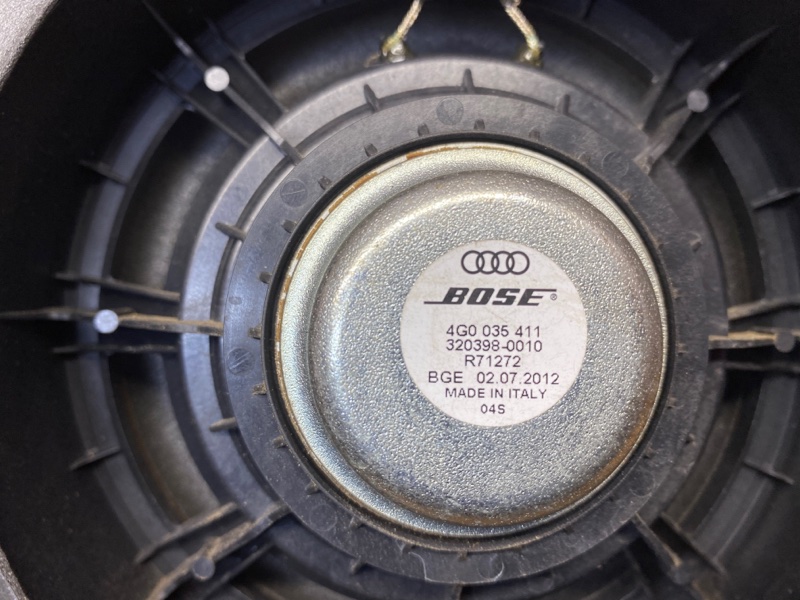 BOSE®
4G0 035 411
320398-0010
R71272
BGE 02.07.2012
MADE IN ITALY
04S